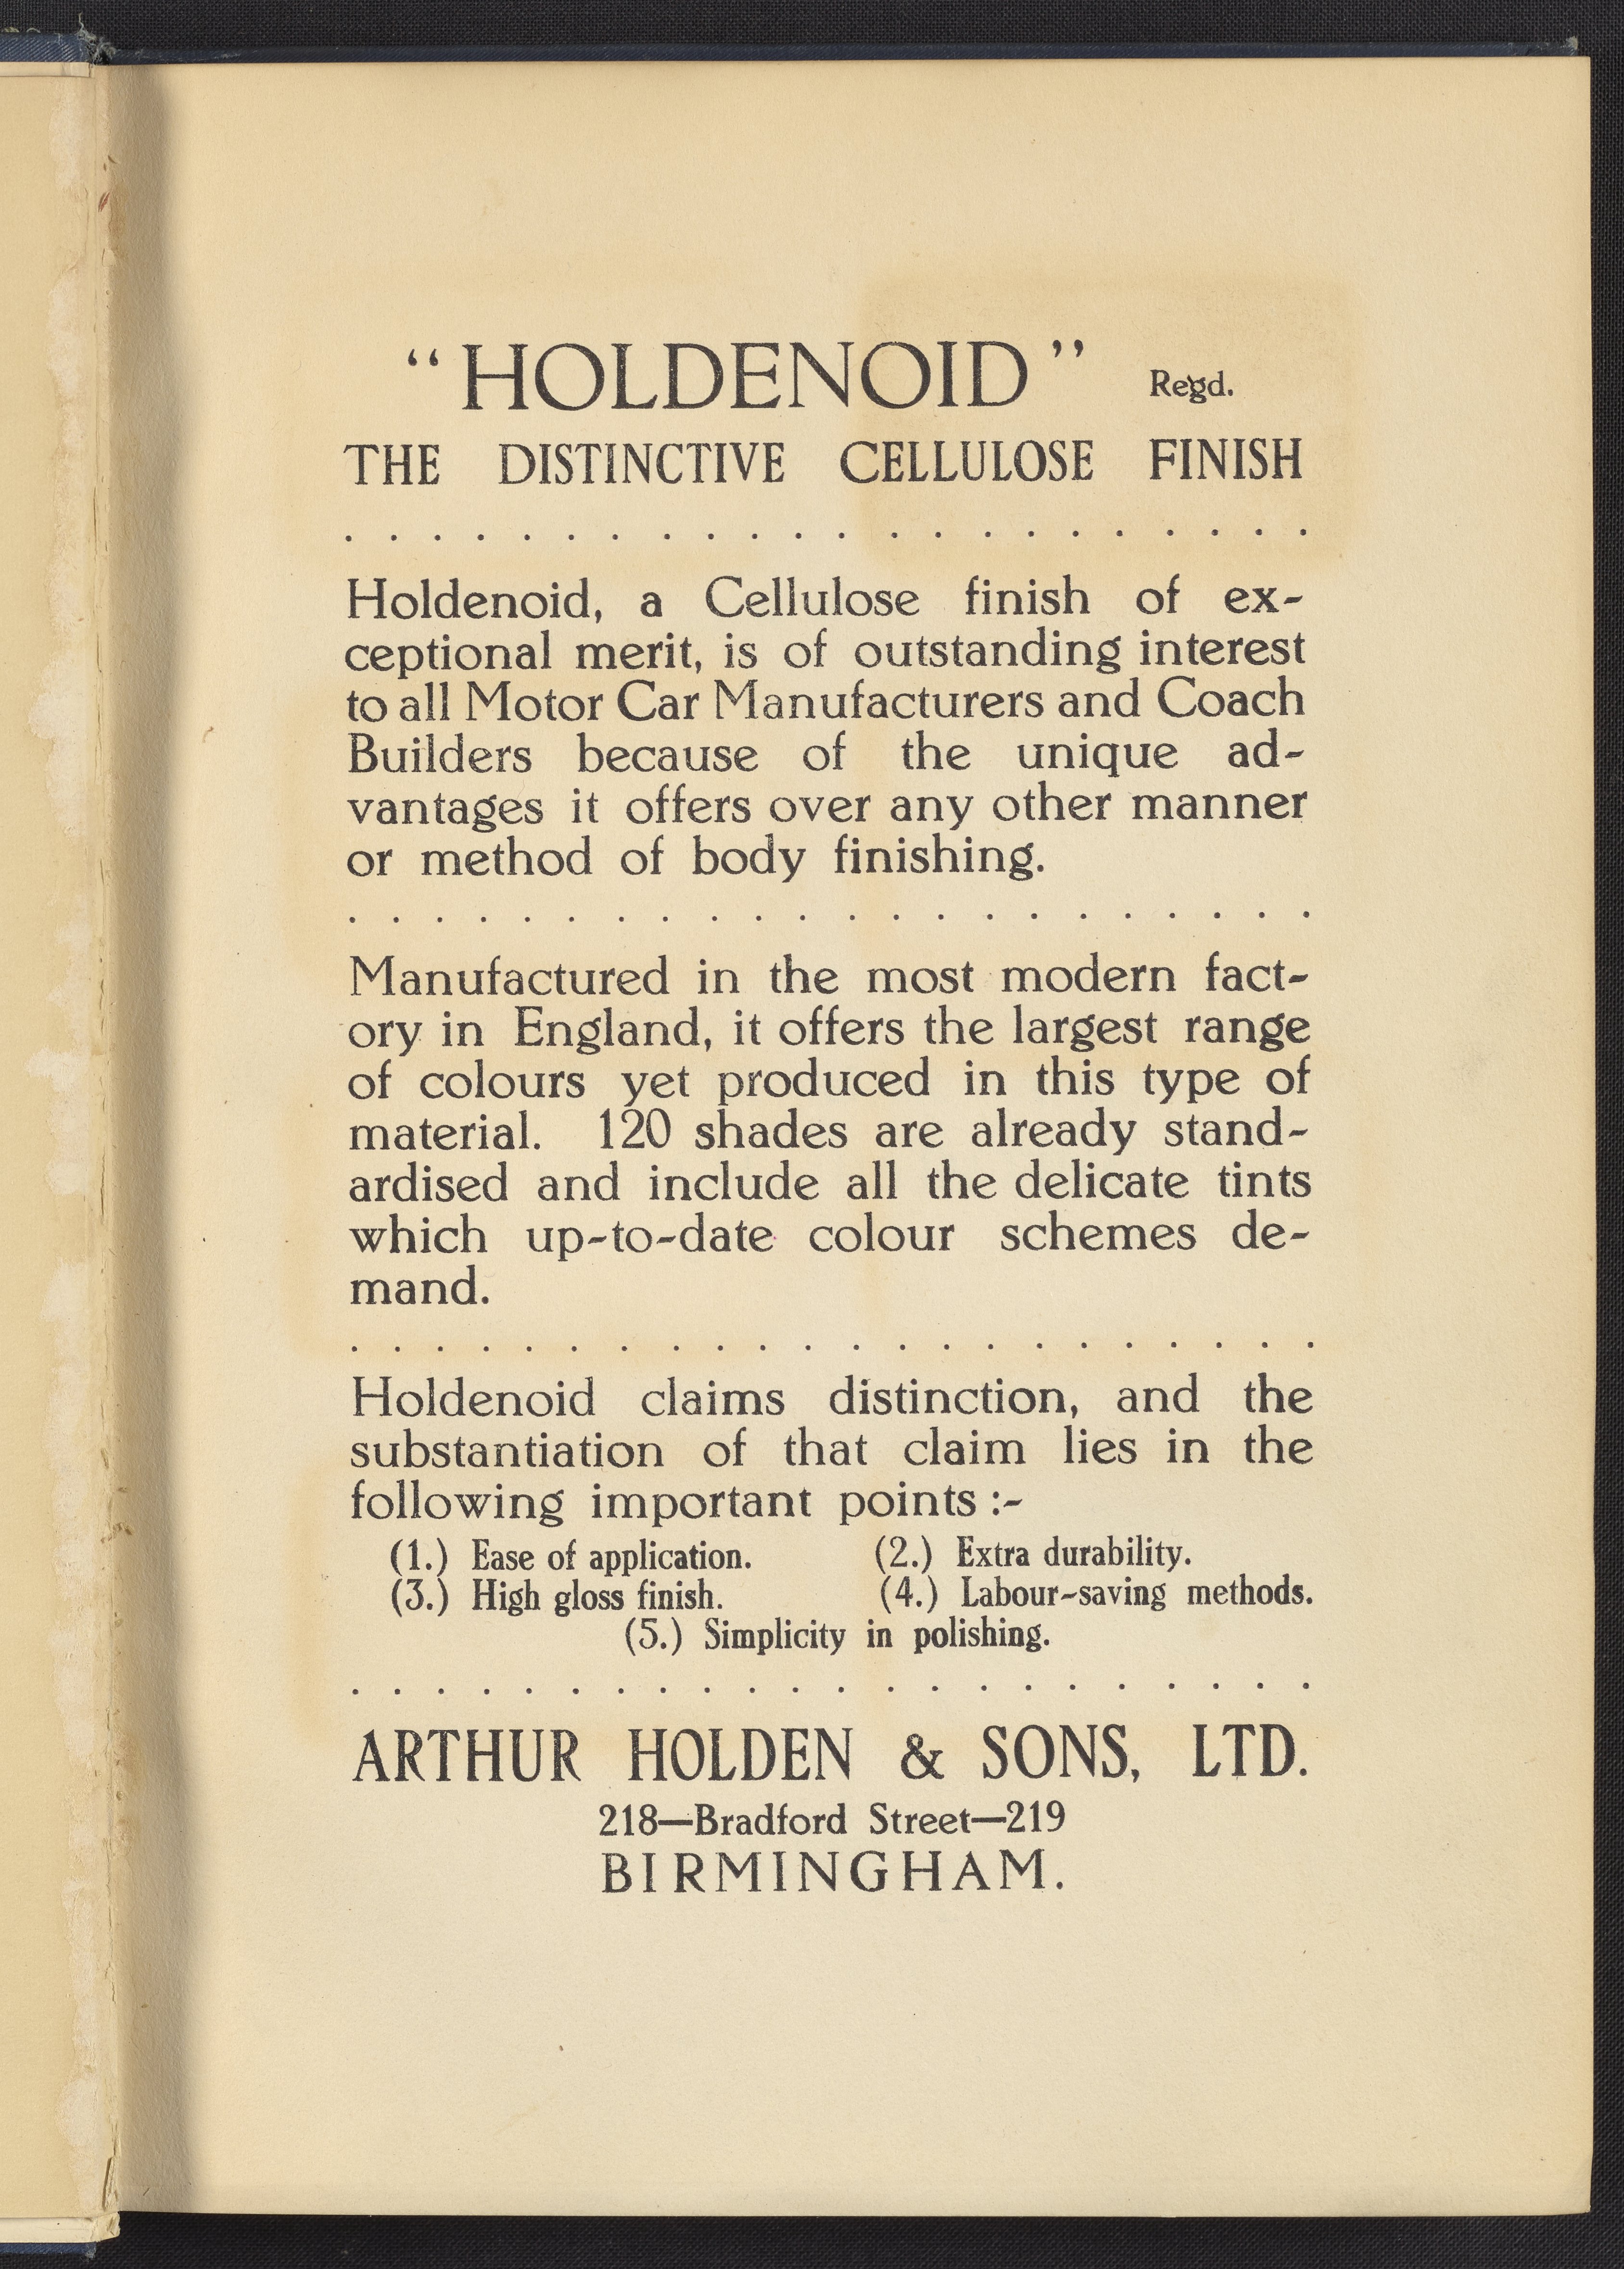 “HOLDENOID” Regd.
THE DISTINCTIVE CELLULOSE FINISH
. . . . . . . . . . . . . . . . . . . . . . .
Holdenoid, a Cellulose finish of ex-
ceptional merit, is of outstanding interest
to all Motor Car Manufacturers and Coach
Builders because of the unique ad-
vantages it offers over any other manner
or method of body finishing.
. . . . . . . . . . . . . . . . . . . . . . .
Manufactured in the most modern fact-
ory in England, it offers the largest range
of colours yet produced in this type of
material. 120 shades are already stand-
ardised and include all the delicate tints
which up-to-date colour schemes de-
mand.
. . . . . . . . . . . . . . . . . . . . . . .
Holdenoid claims distinction, and the
substantiation of that claim lies in the
following important points :-
(1.) Ease of application. (2.) Extra durability.
(3.) High gloss finish. (4.) Labour-saving methods.
(5.) Simplicity in polishing.
. . . . . . . . . . . . . . . . . . . . . . .
ARTHUR HOLDEN & SONS, LTD.
218—Bradford Street—219
BIRMINGHAM.